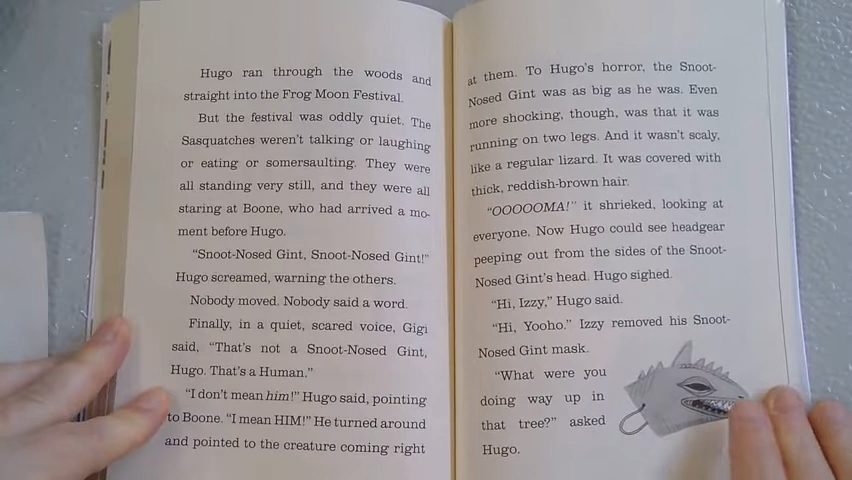 Hugo ran through the woods and
straight into the Frog Moon Festival.
But the festival was oddly quiet. The
Sasquatches weren't talking or laughing
or eating or somersaulting. They were
all standing very still, and they were all
staring at Boone, who had arrived a mo-
ment before Hugo.
"Snoot-Nosed Gint, Snoot-Nosed Gint!"
Hugo screamed, warning the others.
Nobody moved. Nobody said a word.
Finally, in a quiet, scared voice, Gigi
said, "That's not a Snoot-Nosed Gint,
Hugo. That's a Human."
"I don't mean him!" Hugo said, pointing
to Boone. "I mean HIM!" He turned around
and pointed to the creature coming right
at them. To Hugo's horror, the Snoot-
Nosed Gint was as big as he was. Even
more shocking, though, was that it was
running on two legs. And it wasn't scaly,
like a regular lizard. It was covered with
thick, reddish-brown hair.
"OOOOOMA!" it shrieked, looking at
everyone. Now Hugo could see headgear
peeping out from the sides of the Snoot-
Nosed Gint's head. Hugo sighed.
"Hi, Izzy," Hugo said.
"Hi, Yooho." Izzy removed his Snoot-
Nosed Gint mask.
"What were you
doing way up in
that tree?" asked
Hugo.